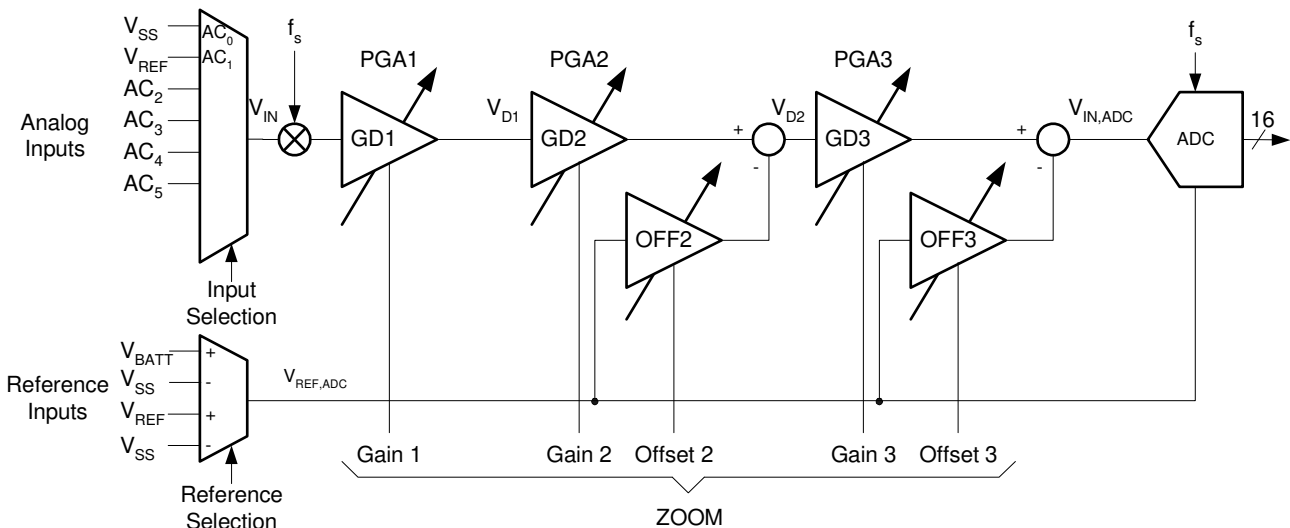 V_SS
V_REF
AC_2
AC_3
AC_4
AC_5
Analog
Inputs
AC_0
AC_1
Input
Selection
V_IN
f_s
PGA1
GD1
V_D1
PGA2
GD2
+
-
V_D2
OFF2
PGA3
GD3
+
-
V_IN,ADC
OFF3
f_s
ADC
16
Reference
Inputs
V_BATT
V_SS
V_REF
V_SS
+
-
+
-
V_REF,ADC
Reference
Selection
Gain 1
Gain 2
Offset 2
Gain 3
Offset 3
ZOOM